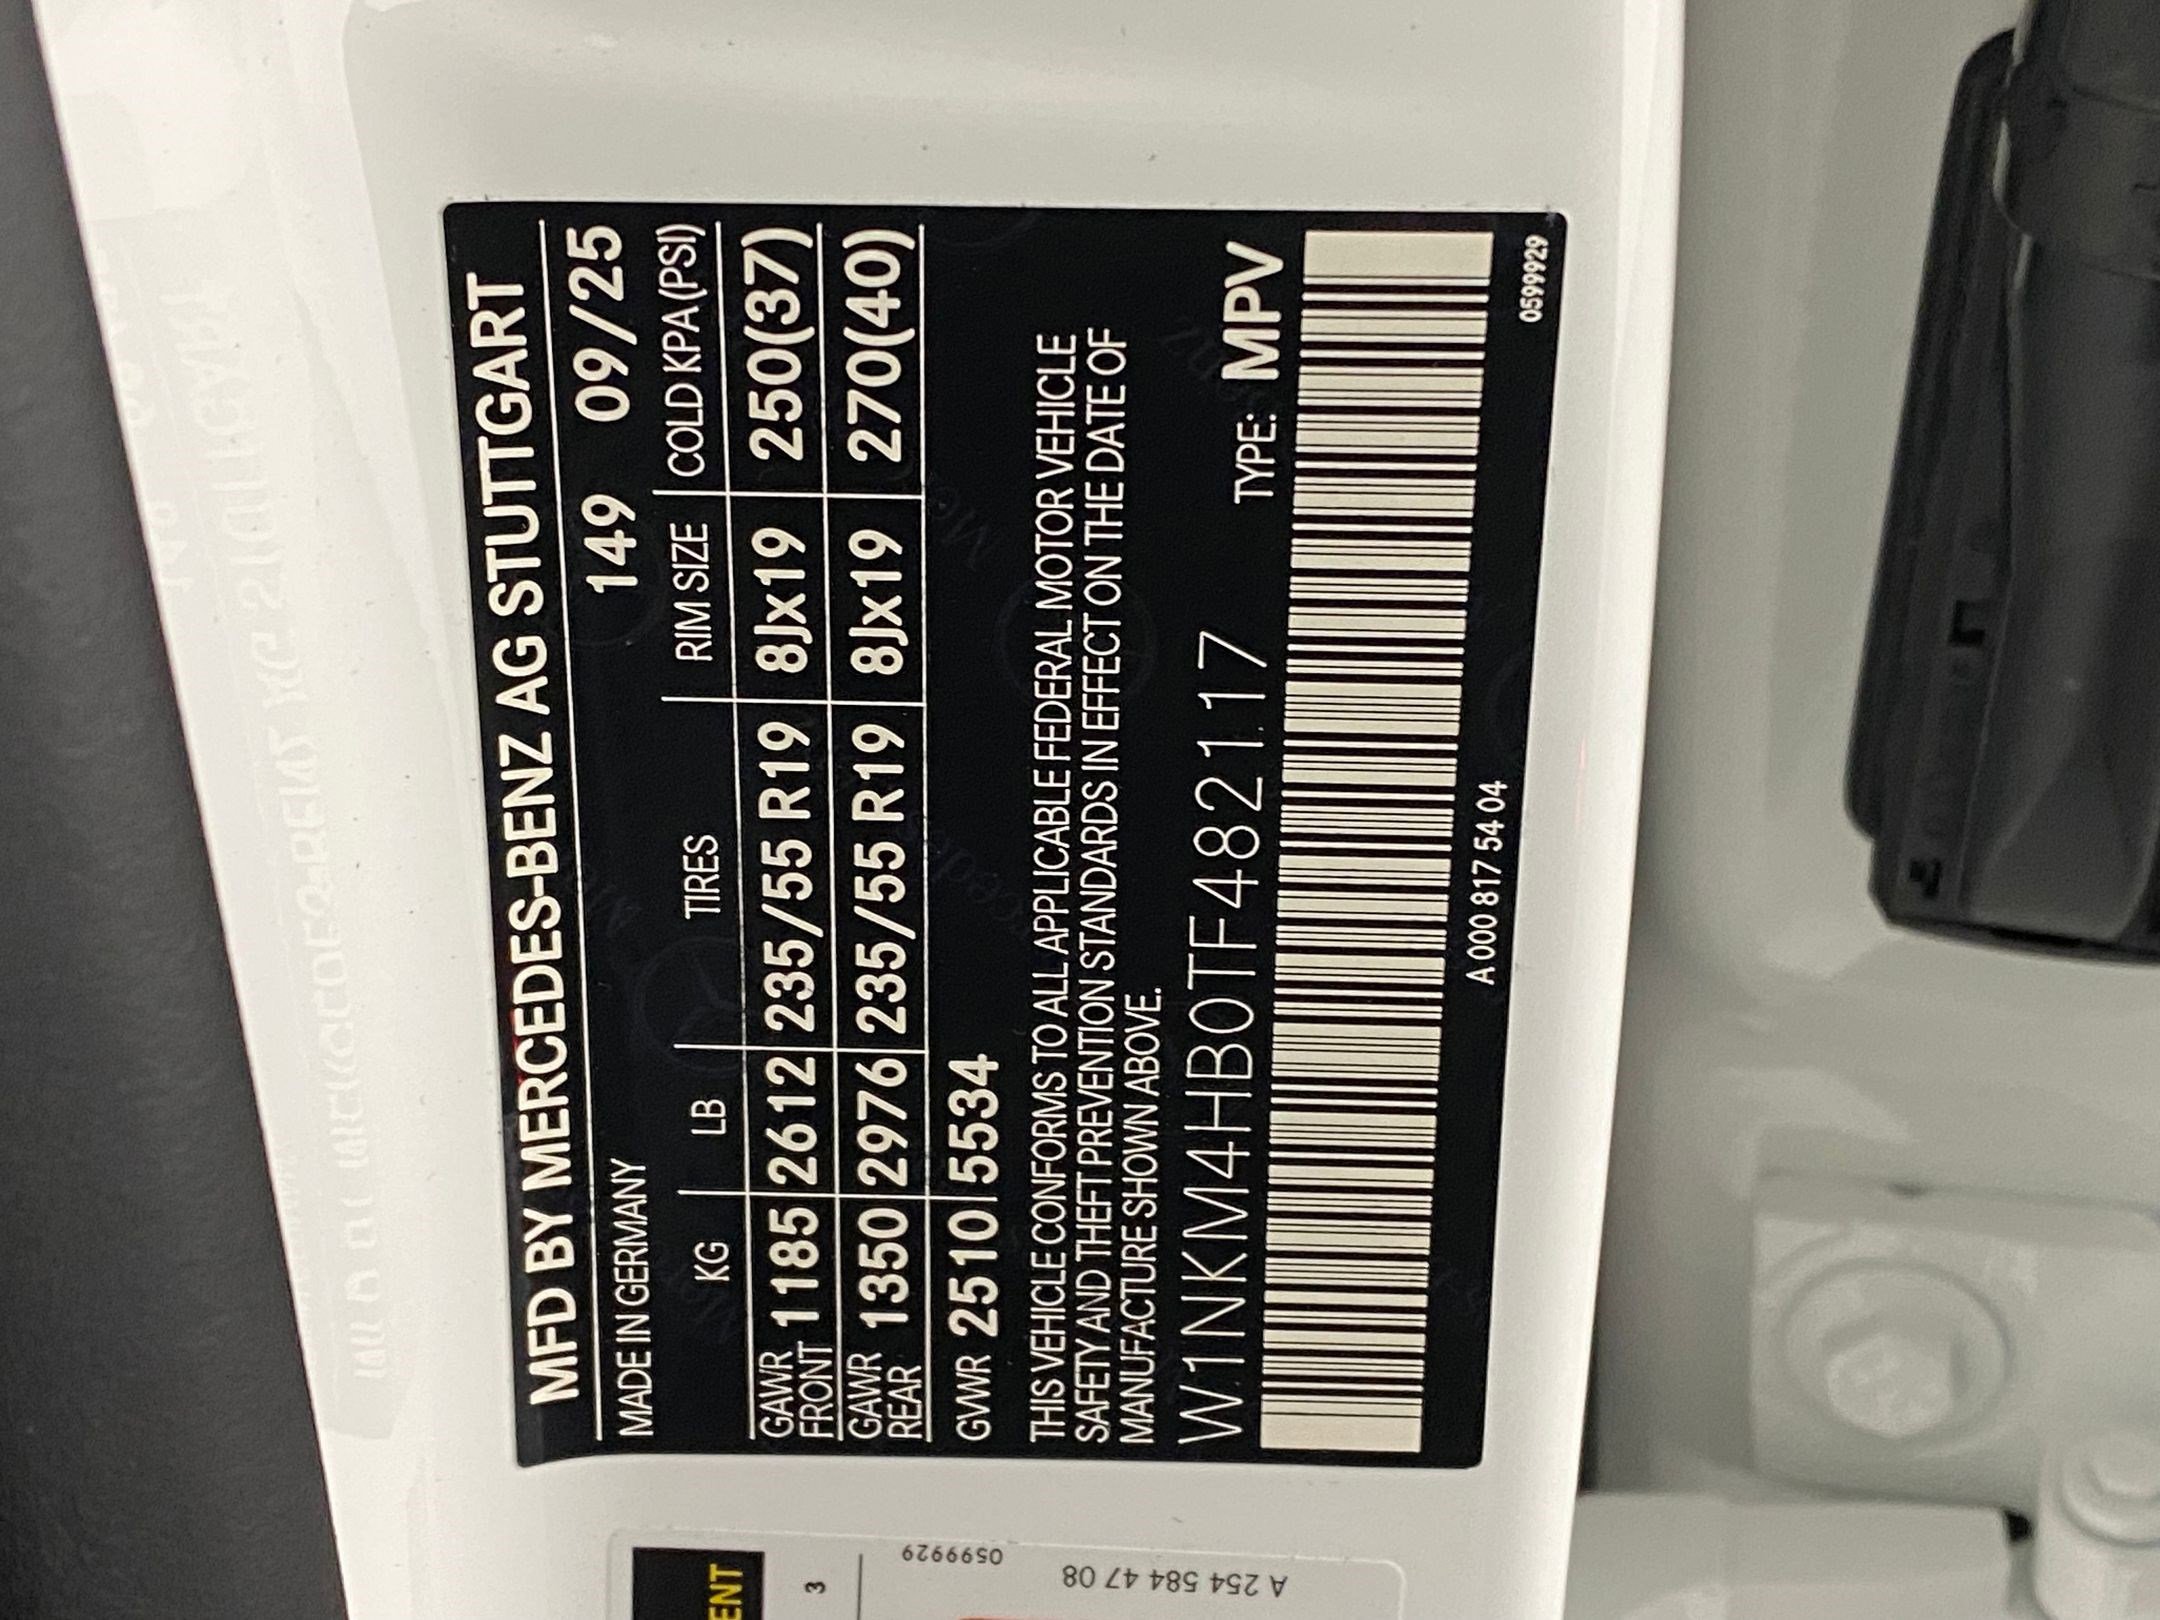 MFD BY MERCEDES-BENZ AG STUTTGART
MADE IN GERMANY 149 09/25
KG LB TIRES RIM SIZE COLD KPA(PSI)
GAWR FRONT 1185 2612 235/55 R19 8Jx19 250(37)
GAWR REAR 1350 2976 235/55 R19 8Jx19 270(40)
GVWR 2510 5534
THIS VEHICLE CONFORMS TO ALL APPLICABLE FEDERAL MOTOR VEHICLE
SAFETY AND THEFT PREVENTION STANDARDS IN EFFECT ON THE DATE OF
MANUFACTURE SHOWN ABOVE.
W1NKM4HB0TF482117 TYPE: MPV
A 000 817 54 04
0599929
ENT
3
0599929
A 254 584 47 08